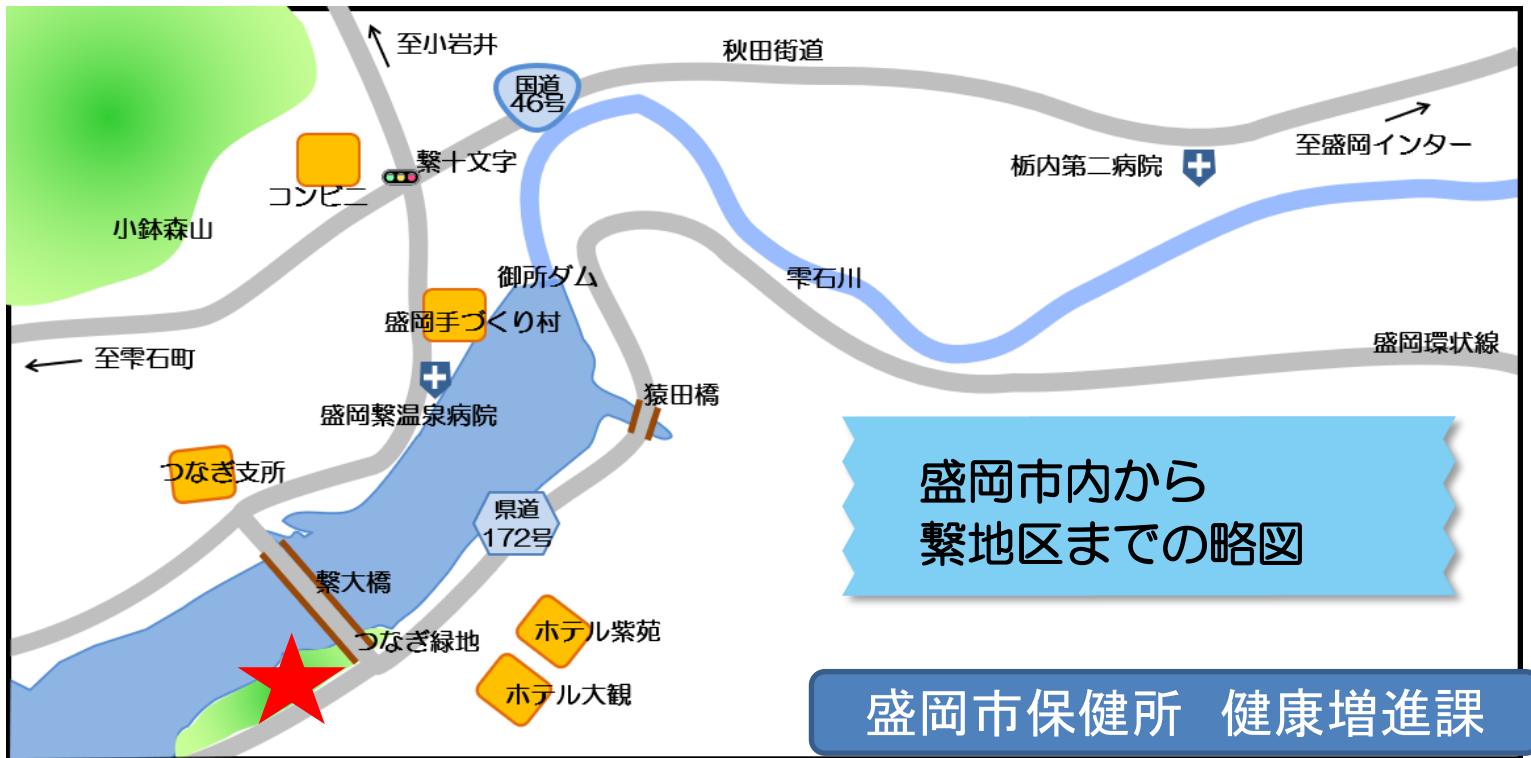 至小岩井
秋田街道
国道
46号
至盛岡インター
繋十文字
栃内第二病院
コンビニ
小鉢森山
御所ダム
雫石川
盛岡手づくり村
盛岡環状線
至雫石町
猿田橋
盛岡繋温泉病院
つなぎ支所
盛岡市内から
繋地区までの略図
県道
172号
繋大橋
つなぎ緑地
ホテル紫苑
ホテル大観
盛岡市保健所　健康増進課